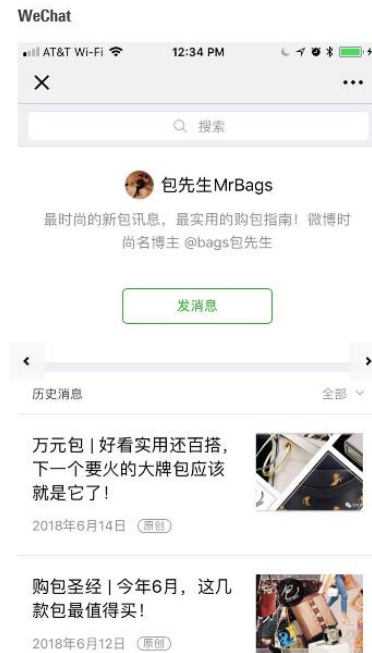 WeChat
AT&T Wi-Fi 12:34 PM
搜索
包先生MrBags
最时尚的新包讯息，最实用的购包指南！微博时
尚名博主 @bags包先生
发消息
历史消息 全部
万元包 | 好看实用还百搭，
下一个要火的大牌包应该
就是它了！
2018年6月14日 原创
购包圣经 | 今年6月，这几
款包最值得买！
2018年6月12日 原创